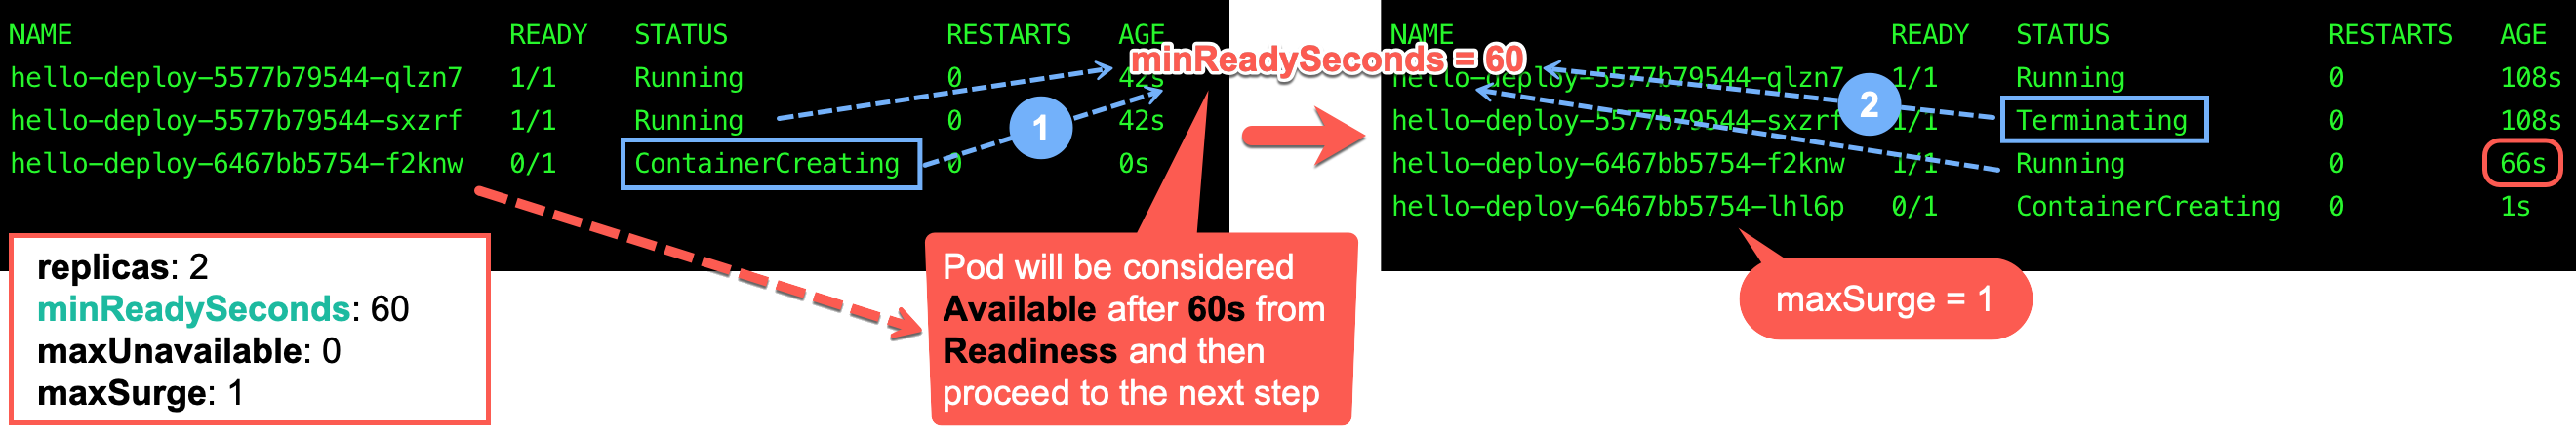 NAME READY STATUS RESTARTS AGE
hello-deploy-5577b79544-qlzn7 1/1 Running 0 42s
hello-deploy-5577b79544-sxzrf 1/1 Running 0 42s
hello-deploy-6467bb5754-f2knw 0/1 ContainerCreating 0 0s
minReadySeconds = 60
1
replicas: 2
minReadySeconds: 60
maxUnavailable: 0
maxSurge: 1
Pod will be considered
Available after 60s from
Readiness and then
proceed to the next step
NAME READY STATUS RESTARTS AGE
hello-deploy-5577b79544-qlzn7 1/1 Running 0 108s
hello-deploy-5577b79544-sxzrf 1/1 Terminating 0 108s
hello-deploy-6467bb5754-f2knw 1/1 Running 0 66s
hello-deploy-6467bb5754-lhl6p 0/1 ContainerCreating 0 1s
2
maxSurge = 1